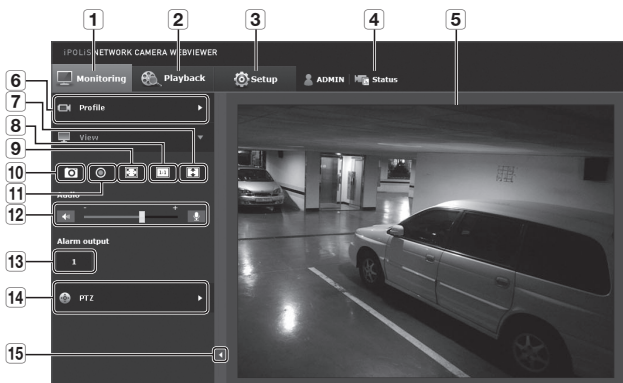 1 2 3 4 5
iPOLiS NETWORK CAMERA WEBVIEWER
Monitoring Playback Setup ADMIN Status
6 Profile
7
8 View
9
10 1:1
11
Audio
12 - +
Alarm output
13 1
14 PTZ
15